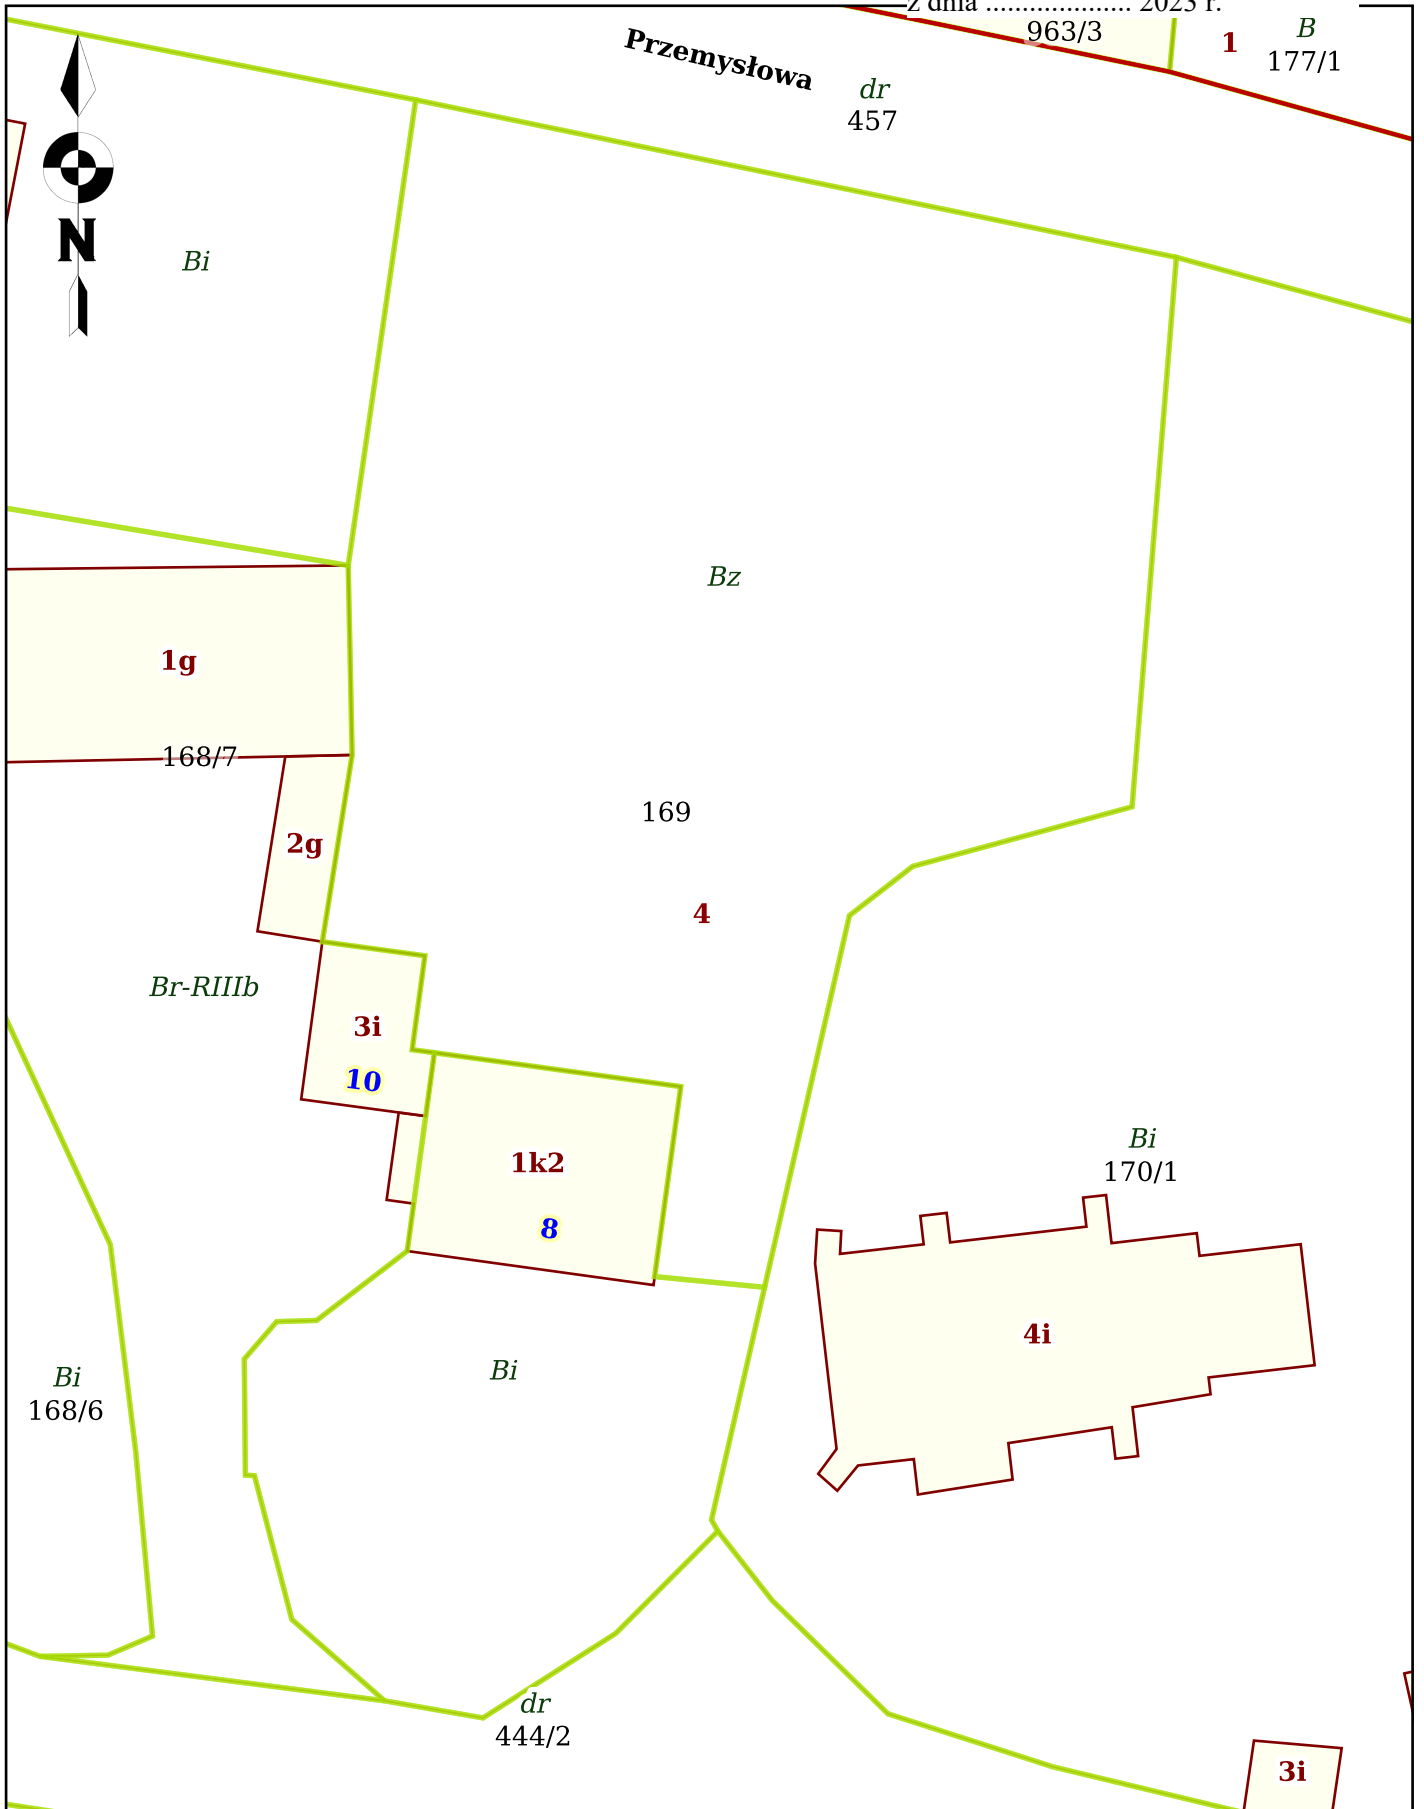 z dnia .................... 2023 r.
963/3
1
B
177/1
Przemysłowa
dr
457
N
Bi
Bz
1g
168/7
169
2g
4
Br-RIIIb
3i
10
1k2
8
Bi
170/1
4i
Bi
Bi
168/6
dr
444/2
3i